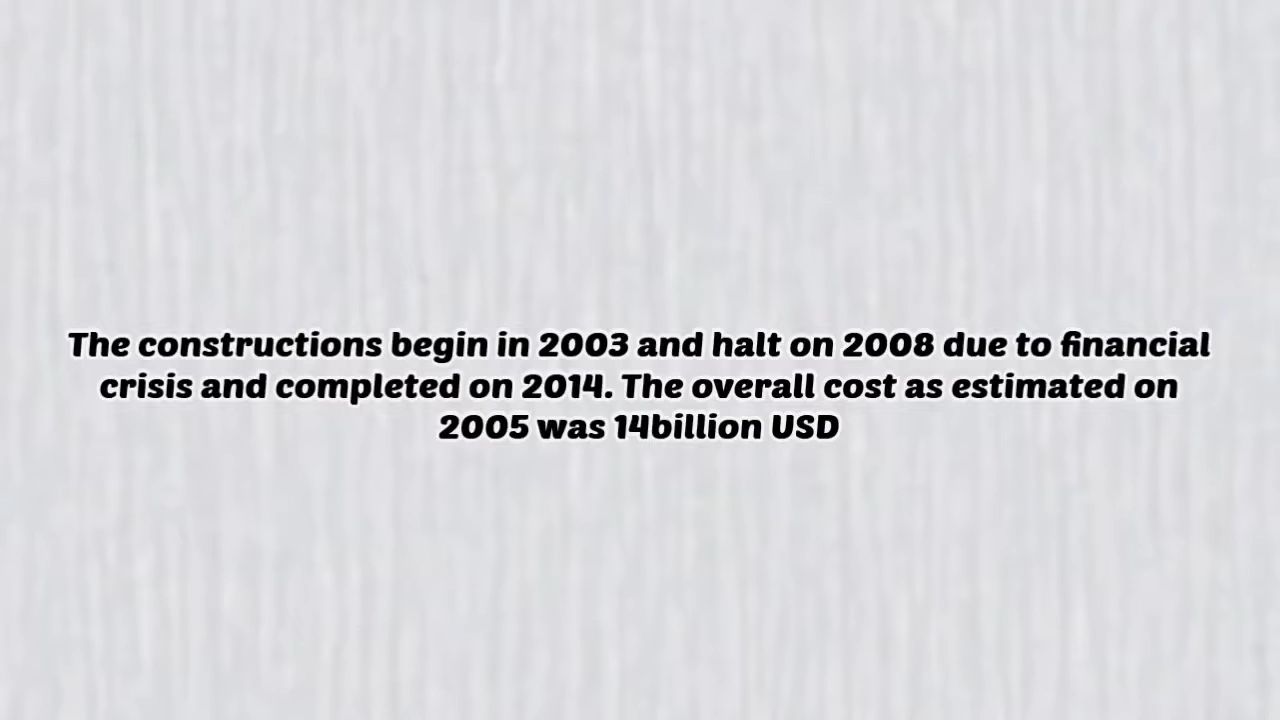 The constructions begin in 2003 and halt on 2008 due to financial
crisis and completed on 2014. The overall cost as estimated on
2005 was 14billion USD